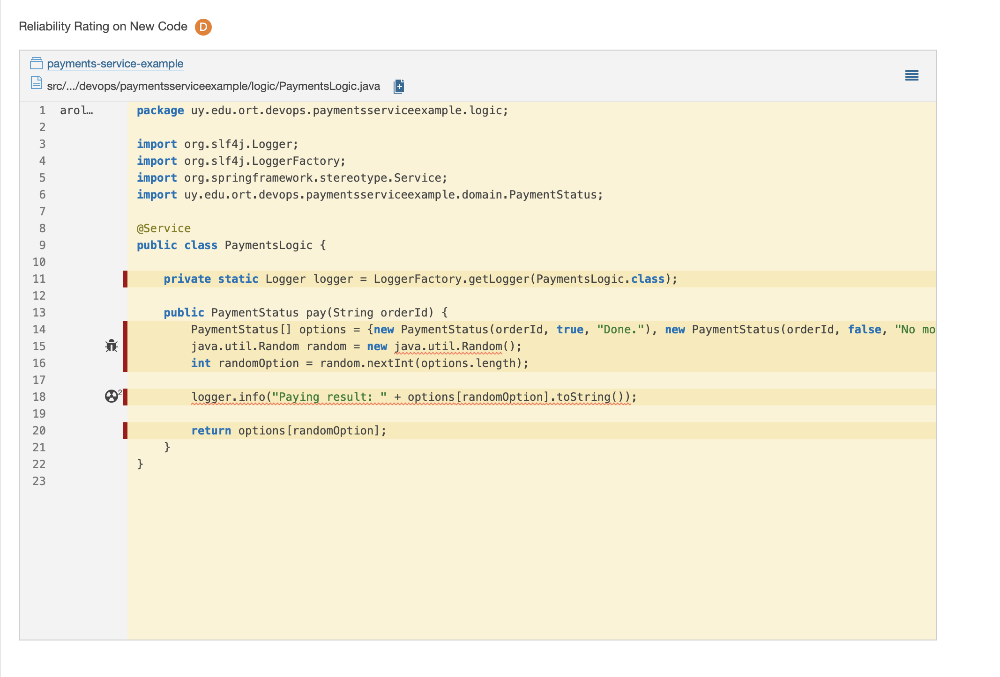 Reliability Rating on New Code D
payments-service-example
src/.../devops/paymentsserviceexample/logic/PaymentsLogic.java
1 arol… package uy.edu.ort.devops.paymentsserviceexample.logic;
2
3 import org.slf4j.Logger;
4 import org.slf4j.LoggerFactory;
5 import org.springframework.stereotype.Service;
6 import uy.edu.ort.devops.paymentsserviceexample.domain.PaymentStatus;
7
8 @Service
9 public class PaymentsLogic {
10
11 private static Logger logger = LoggerFactory.getLogger(PaymentsLogic.class);
12
13 public PaymentStatus pay(String orderId) {
14 PaymentStatus[] options = {new PaymentStatus(orderId, true, "Done."), new PaymentStatus(orderId, false, "No mo
15 java.util.Random random = new java.util.Random();
16 int randomOption = random.nextInt(options.length);
17
18 2 logger.info("Paying result: " + options[randomOption].toString());
19
20 return options[randomOption];
21 }
22 }
23